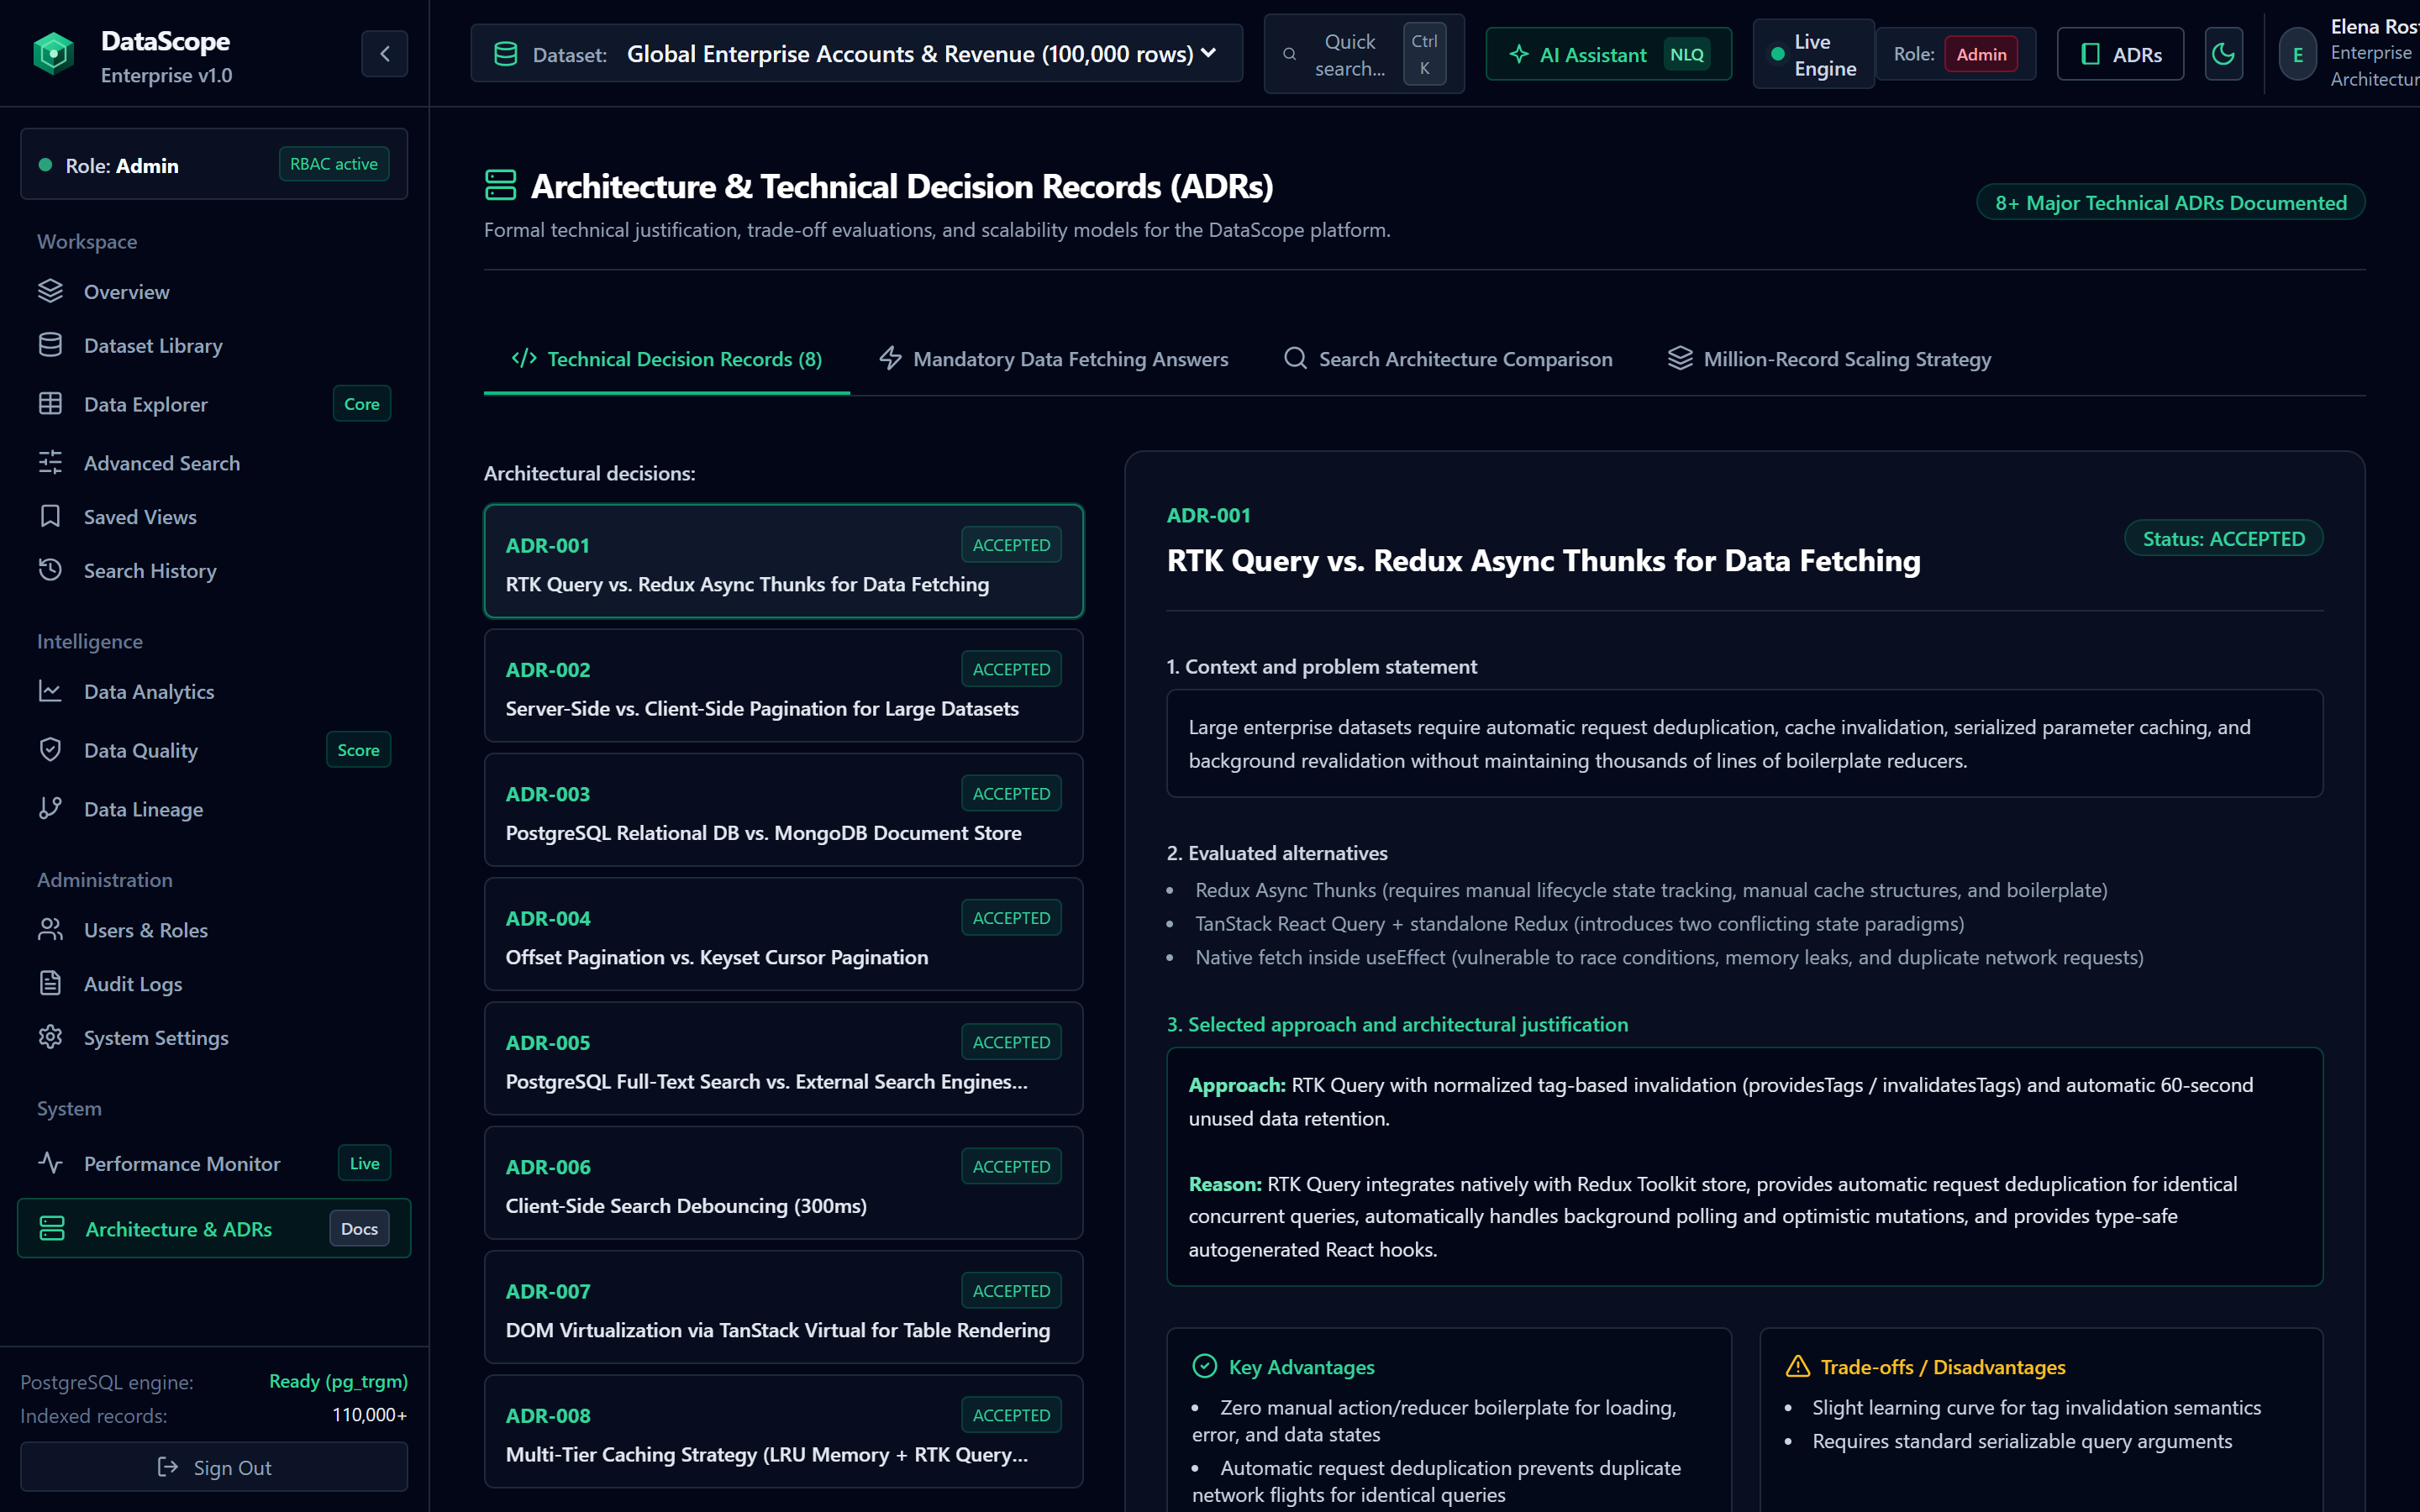 DataScope
Enterprise v1.0
Dataset: Global Enterprise Accounts & Revenue (100,000 rows)
Quick search...
Ctrl K
AI Assistant NLQ
Live Engine
Role: Admin
ADRs
E
Elena Ros
Enterprise
Architectur
Role: Admin
RBAC active
Workspace
Overview
Dataset Library
Data Explorer Core
Advanced Search
Saved Views
Search History
Intelligence
Data Analytics
Data Quality Score
Data Lineage
Administration
Users & Roles
Audit Logs
System Settings
System
Performance Monitor Live
Architecture & ADRs Docs
PostgreSQL engine: Ready (pg_trgm)
Indexed records: 110,000+
Sign Out
Architecture & Technical Decision Records (ADRs)
Formal technical justification, trade-off evaluations, and scalability models for the DataScope platform.
8+ Major Technical ADRs Documented
Technical Decision Records (8)
Mandatory Data Fetching Answers
Search Architecture Comparison
Million-Record Scaling Strategy
Architectural decisions:
ADR-001 ACCEPTED
RTK Query vs. Redux Async Thunks for Data Fetching
ADR-002 ACCEPTED
Server-Side vs. Client-Side Pagination for Large Datasets
ADR-003 ACCEPTED
PostgreSQL Relational DB vs. MongoDB Document Store
ADR-004 ACCEPTED
Offset Pagination vs. Keyset Cursor Pagination
ADR-005 ACCEPTED
PostgreSQL Full-Text Search vs. External Search Engines...
ADR-006 ACCEPTED
Client-Side Search Debouncing (300ms)
ADR-007 ACCEPTED
DOM Virtualization via TanStack Virtual for Table Rendering
ADR-008 ACCEPTED
Multi-Tier Caching Strategy (LRU Memory + RTK Query...
ADR-001
RTK Query vs. Redux Async Thunks for Data Fetching
Status: ACCEPTED
1. Context and problem statement
Large enterprise datasets require automatic request deduplication, cache invalidation, serialized parameter caching, and
background revalidation without maintaining thousands of lines of boilerplate reducers.
2. Evaluated alternatives
• Redux Async Thunks (requires manual lifecycle state tracking, manual cache structures, and boilerplate)
• TanStack React Query + standalone Redux (introduces two conflicting state paradigms)
• Native fetch inside useEffect (vulnerable to race conditions, memory leaks, and duplicate network requests)
3. Selected approach and architectural justification
Approach: RTK Query with normalized tag-based invalidation (providesTags / invalidatesTags) and automatic 60-second
unused data retention.
Reason: RTK Query integrates natively with Redux Toolkit store, provides automatic request deduplication for identical
concurrent queries, automatically handles background polling and optimistic mutations, and provides type-safe
autogenerated React hooks.
Key Advantages
• Zero manual action/reducer boilerplate for loading,
error, and data states
• Automatic request deduplication prevents duplicate
network flights for identical queries
Trade-offs / Disadvantages
• Slight learning curve for tag invalidation semantics
• Requires standard serializable query arguments